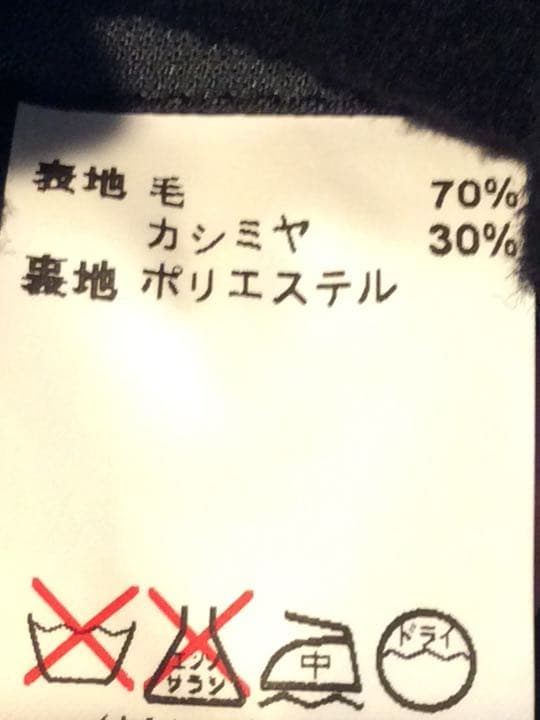 表地 毛 70%
カシミヤ 30%
裏地 ポリエステル
エンソ
サラシ
中
ドライ